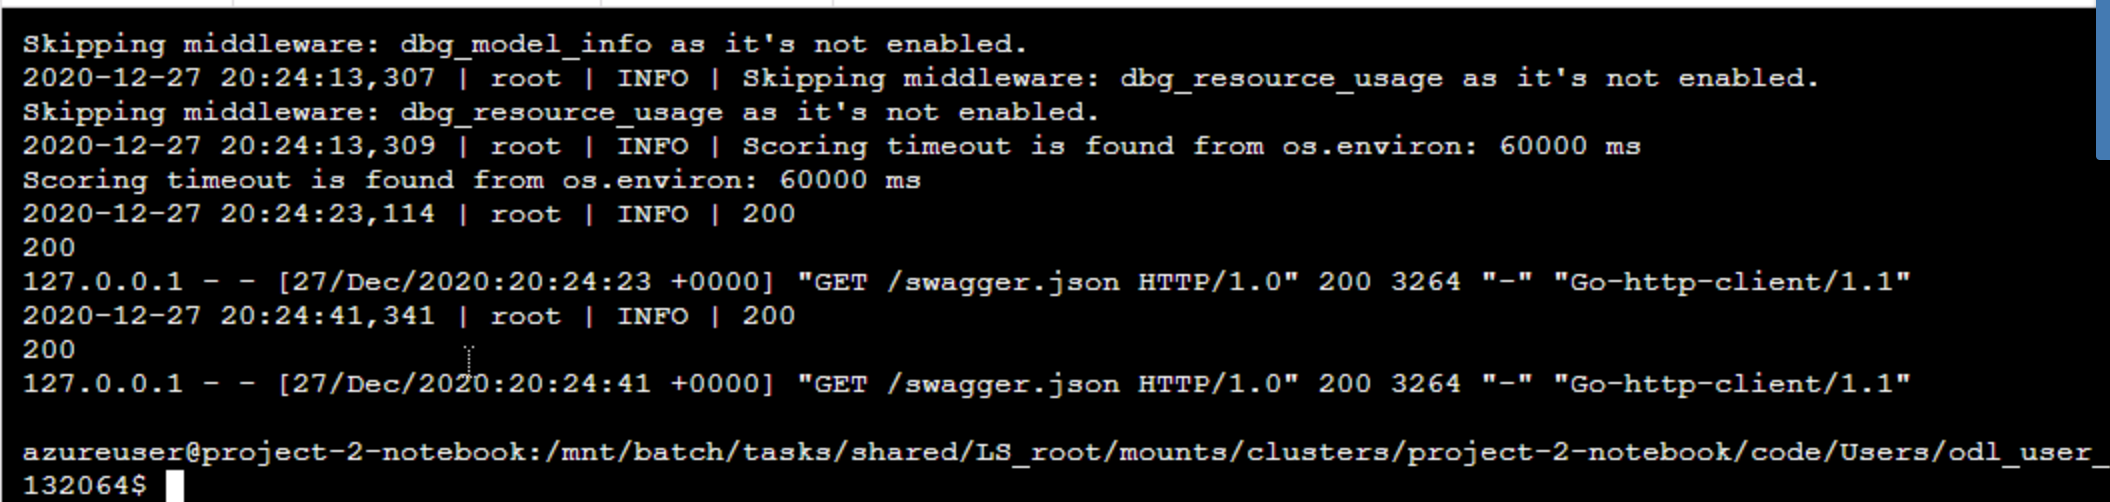 Skipping middleware: dbg_model_info as it's not enabled.
2020-12-27 20:24:13,307 | root | INFO | Skipping middleware: dbg_resource_usage as it's not enabled.
Skipping middleware: dbg_resource_usage as it's not enabled.
2020-12-27 20:24:13,309 | root | INFO | Scoring timeout is found from os.environ: 60000 ms
Scoring timeout is found from os.environ: 60000 ms
2020-12-27 20:24:23,114 | root | INFO | 200
200
127.0.0.1 - - [27/Dec/2020:20:24:23 +0000] "GET /swagger.json HTTP/1.0" 200 3264 "-" "Go-http-client/1.1"
2020-12-27 20:24:41,341 | root | INFO | 200
200
127.0.0.1 - - [27/Dec/2020:20:24:41 +0000] "GET /swagger.json HTTP/1.0" 200 3264 "-" "Go-http-client/1.1"
azureuser@project-2-notebook:/mnt/batch/tasks/shared/LS_root/mounts/clusters/project-2-notebook/code/Users/odl_user_
132064$